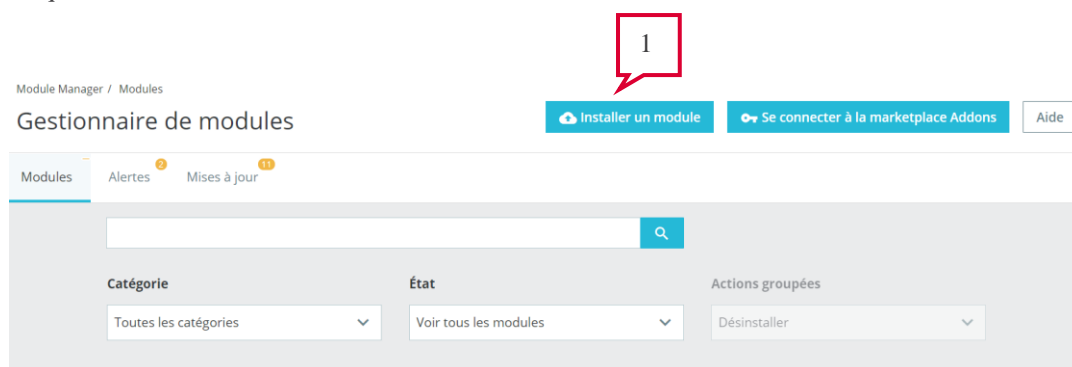 1
Module Manager / Modules
Gestionnaire de modules
Installer un module
Se connecter à la marketplace Addons
Aide
Modules
Alertes 2
Mises à jour 11
Catégorie
État
Actions groupées
Toutes les catégories
Voir tous les modules
Désinstaller